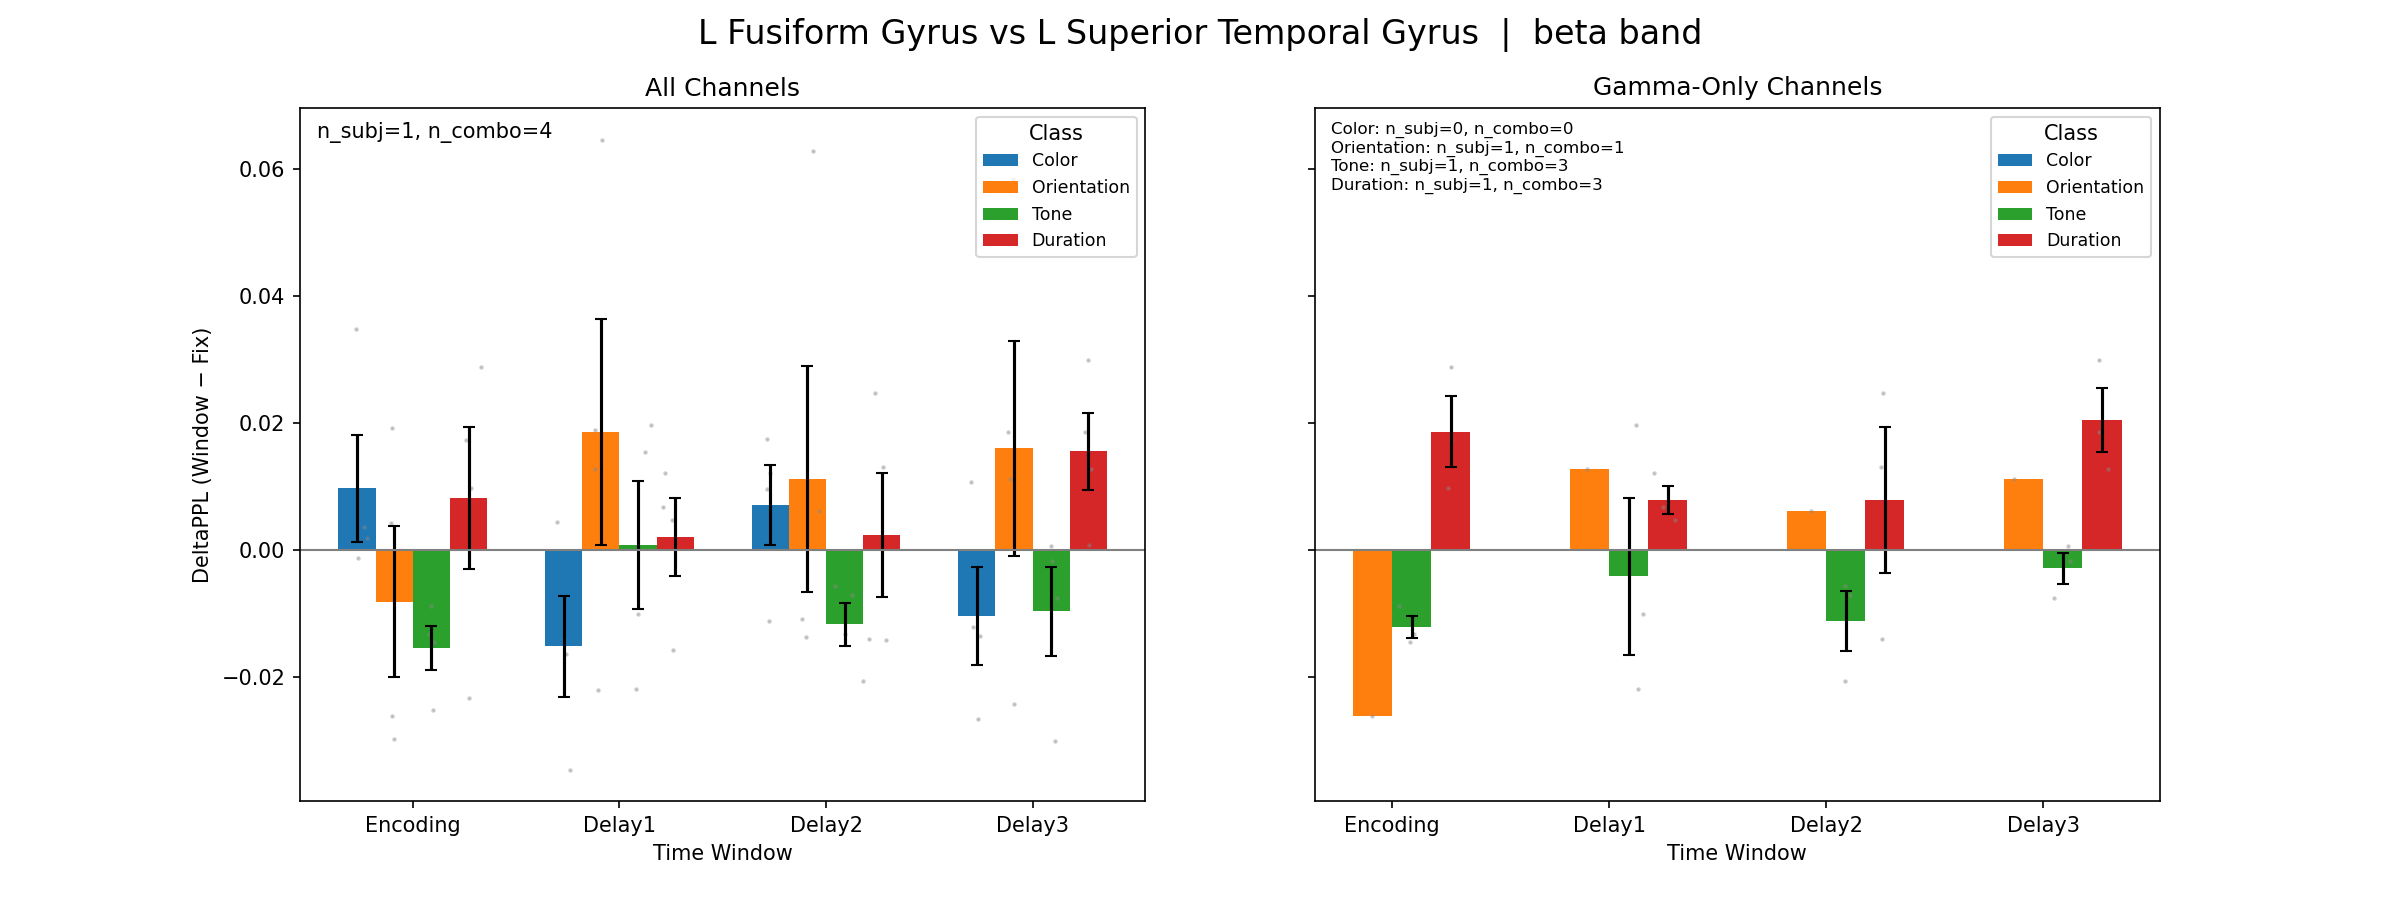 L Fusiform Gyrus vs L Superior Temporal Gyrus | beta band
All Channels
n_subj=1, n_combo=4
Class
Color
Orientation
Tone
Duration
0.06
0.04
0.02
0.00
−0.02
DeltaPPL (Window − Fix)
Encoding
Delay1
Delay2
Delay3
Time Window
Gamma-Only Channels
Color: n_subj=0, n_combo=0
Orientation: n_subj=1, n_combo=1
Tone: n_subj=1, n_combo=3
Duration: n_subj=1, n_combo=3
Class
Color
Orientation
Tone
Duration
Encoding
Delay1
Delay2
Delay3
Time Window